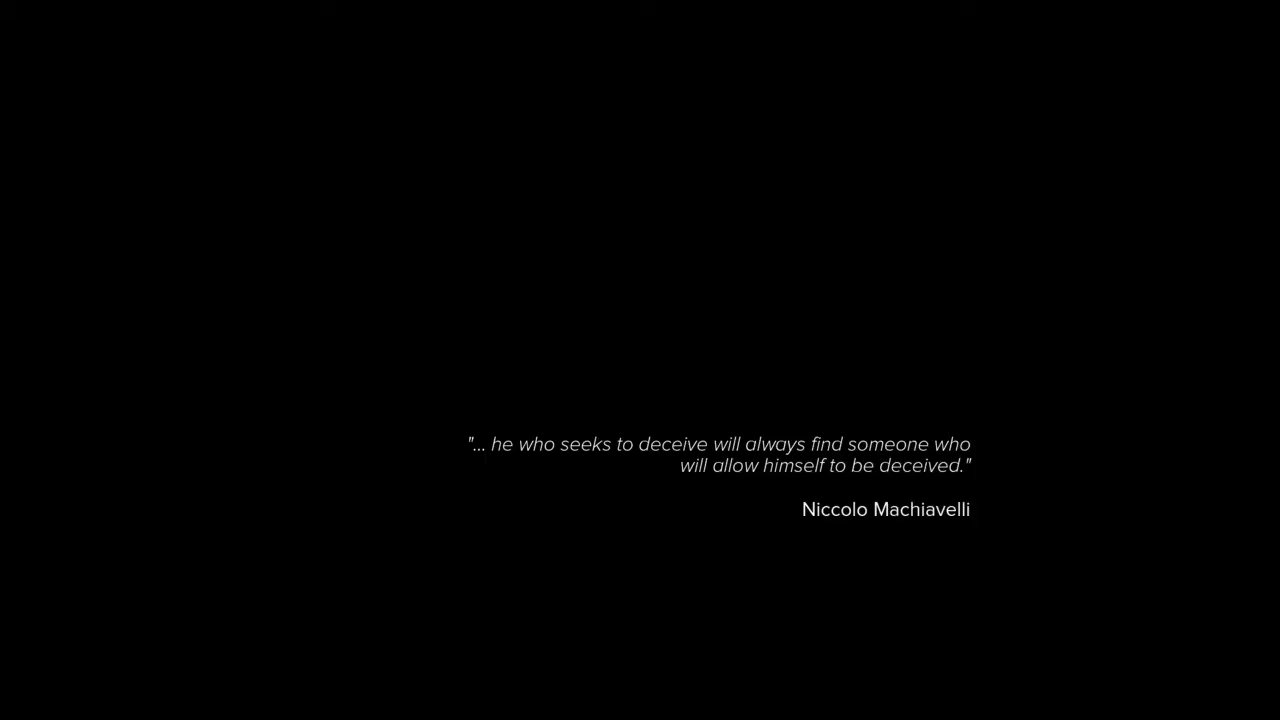 "... he who seeks to deceive will always find someone who
will allow himself to be deceived."
Niccolo Machiavelli